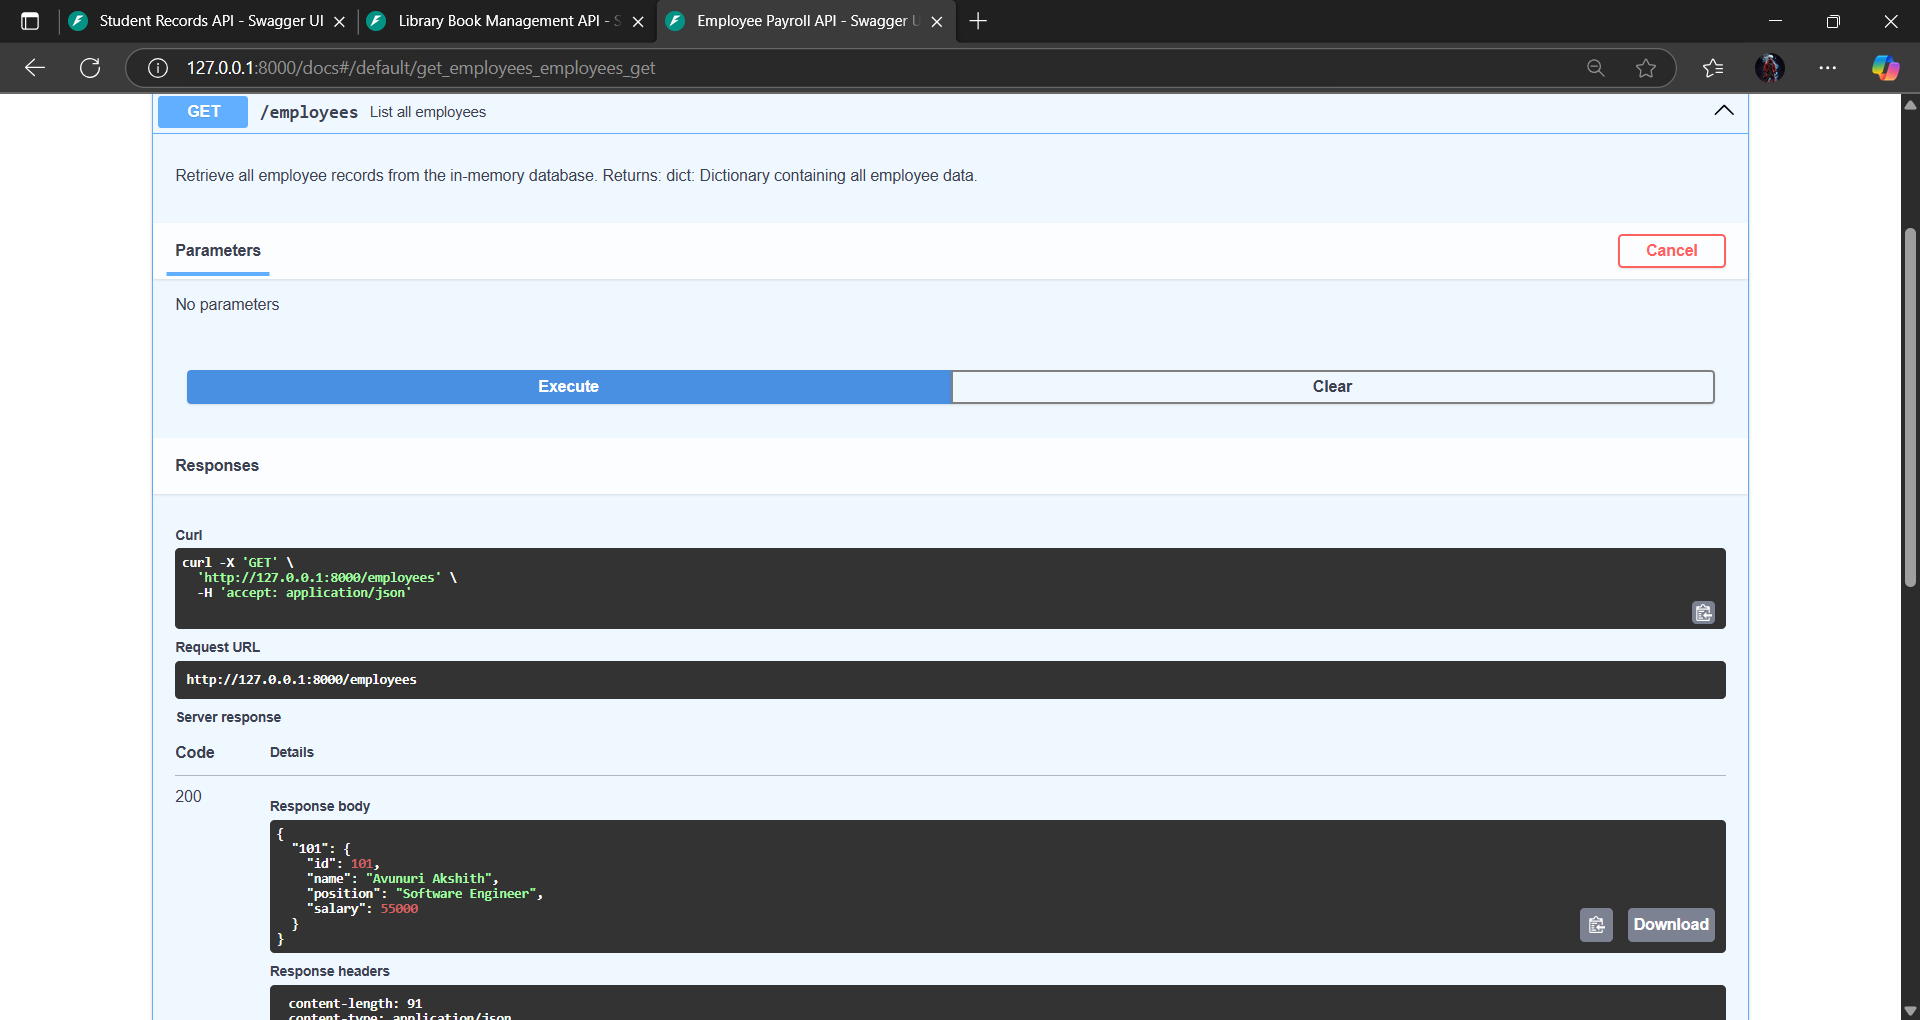 Student Records API - Swagger UI
Library Book Management API - S
Employee Payroll API - Swagger U
127.0.0.1:8000/docs#/default/get_employees_employees_get
GET /employees List all employees
Retrieve all employee records from the in-memory database. Returns: dict: Dictionary containing all employee data.
Parameters
Cancel
No parameters
Execute
Clear
Responses
Curl
curl -X 'GET' \
  'http://127.0.0.1:8000/employees' \
  -H 'accept: application/json'
Request URL
http://127.0.0.1:8000/employees
Server response
Code Details
200
Response body
{
  "101": {
    "id": 101,
    "name": "Avunuri Akshith",
    "position": "Software Engineer",
    "salary": 55000
  }
}
Download
Response headers
content-length: 91
content-type: application/json